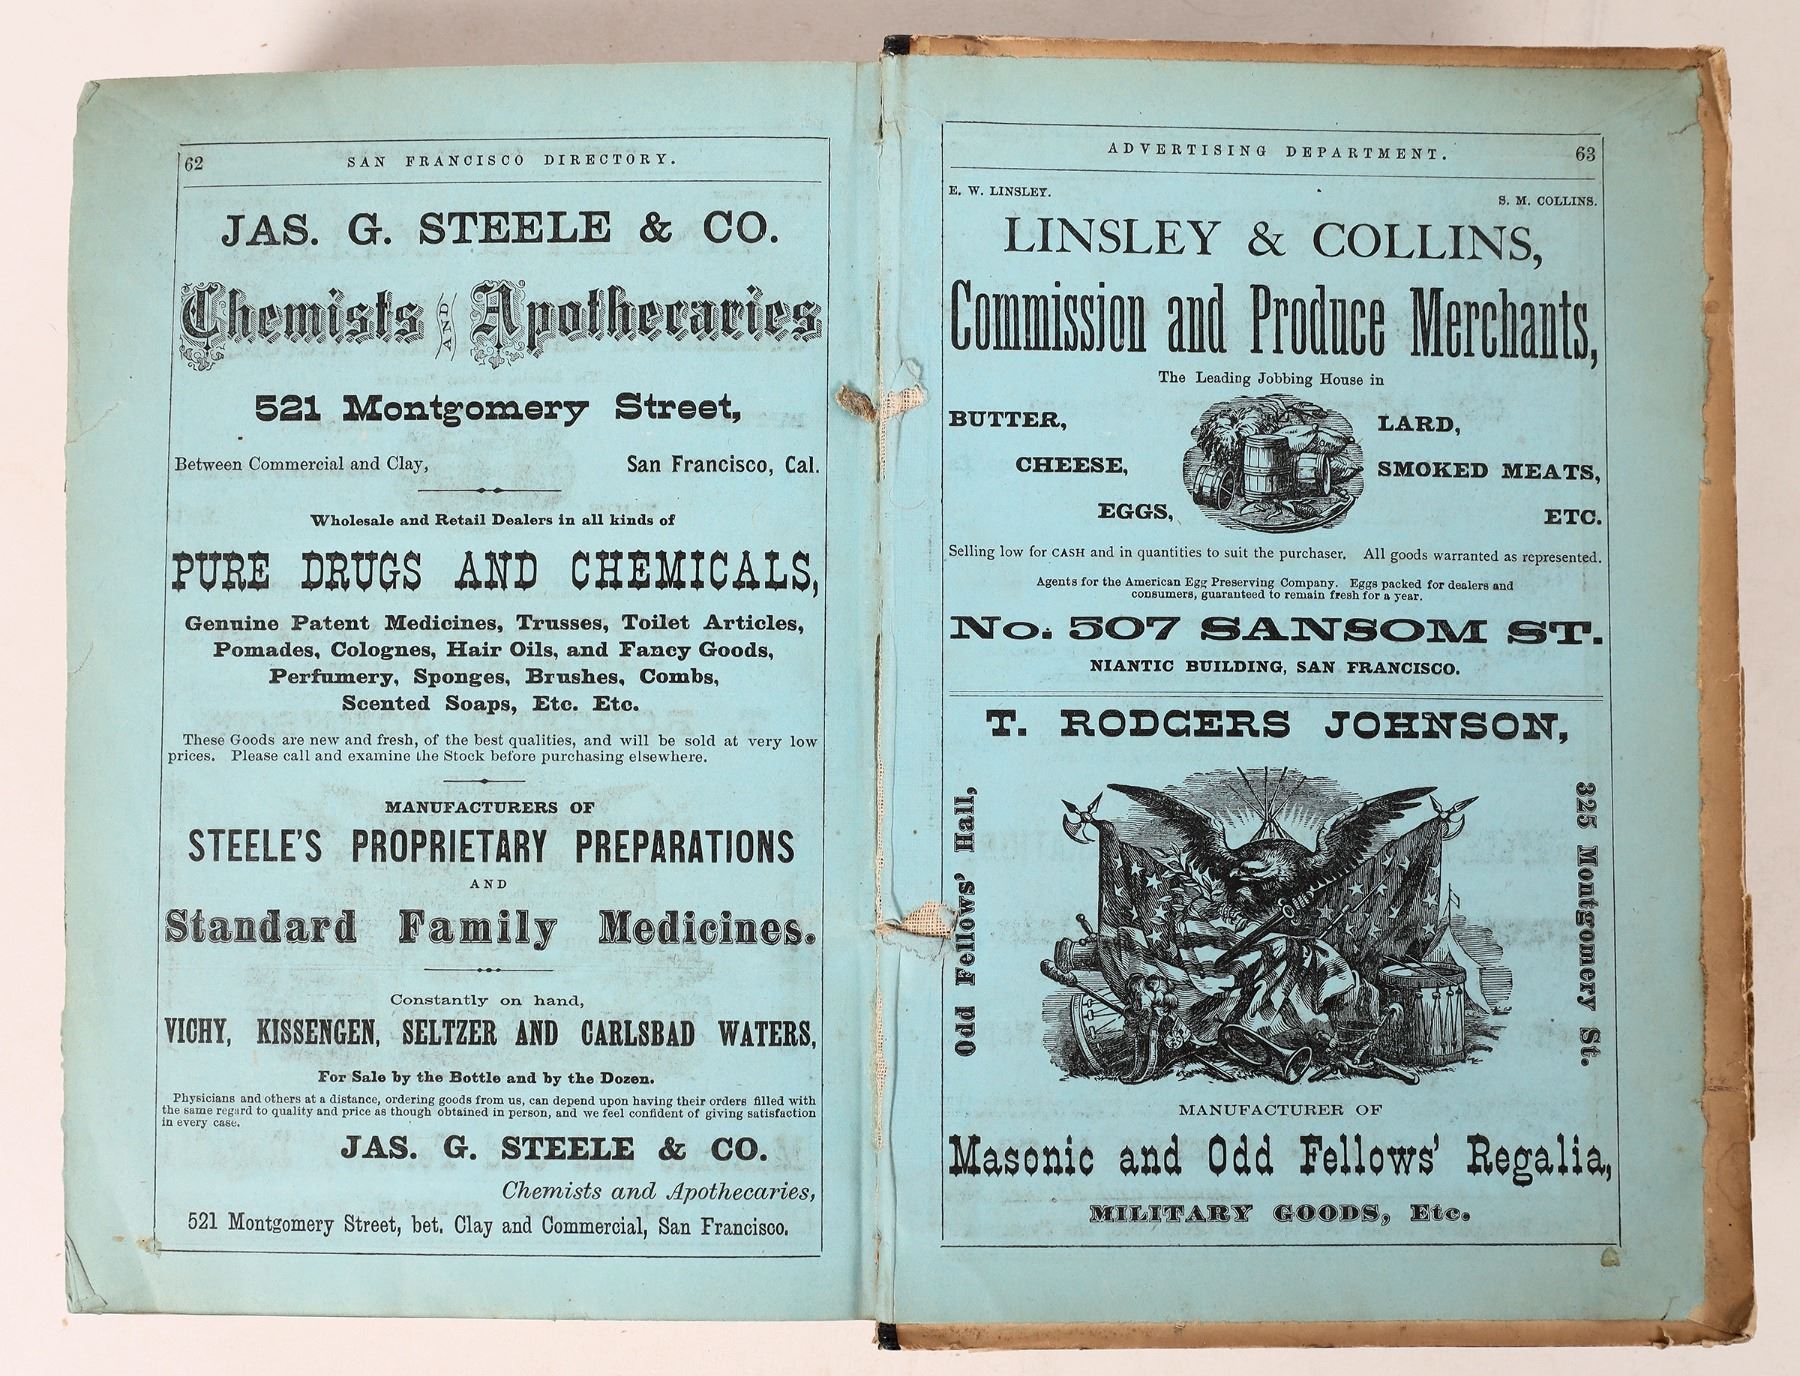 62 SAN FRANCISCO DIRECTORY.
JAS. G. STEELE & CO.
Chemists AND Apothecaries
521 Montgomery Street,
Between Commercial and Clay, San Francisco, Cal.
Wholesale and Retail Dealers in all kinds of
PURE DRUGS AND CHEMICALS,
Genuine Patent Medicines, Trusses, Toilet Articles,
Pomades, Colognes, Hair Oils, and Fancy Goods,
Perfumery, Sponges, Brushes, Combs,
Scented Soaps, Etc. Etc.
These Goods are new and fresh, of the best qualities, and will be sold at very low
prices. Please call and examine the Stock before purchasing elsewhere.
MANUFACTURERS OF
STEELE'S PROPRIETARY PREPARATIONS
AND
Standard Family Medicines.
Constantly on hand,
VICHY, KISSENGEN, SELTZER AND CARLSBAD WATERS,
For Sale by the Bottle and by the Dozen.
Physicians and others at a distance, ordering goods from us, can depend upon having their orders filled with
the same regard to quality and price as though obtained in person, and we feel confident of giving satisfaction
in every case.
JAS. G. STEELE & CO.
Chemists and Apothecaries,
521 Montgomery Street, bet. Clay and Commercial, San Francisco.
ADVERTISING DEPARTMENT. 63
E. W. LINSLEY. S. M. COLLINS.
LINSLEY & COLLINS,
Commission and Produce Merchants,
The Leading Jobbing House in
BUTTER, LARD,
CHEESE, SMOKED MEATS,
EGGS, ETC.
Selling low for CASH and in quantities to suit the purchaser. All goods warranted as represented.
Agents for the American Egg Preserving Company. Eggs packed for dealers and
consumers, guaranteed to remain fresh for a year.
No. 507 SANSOM ST.
NIANTIC BUILDING, SAN FRANCISCO.
T. RODGERS JOHNSON,
Odd Fellows' Hall,
325 Montgomery St.
MANUFACTURER OF
Masonic and Odd Fellows' Regalia,
MILITARY GOODS, Etc.